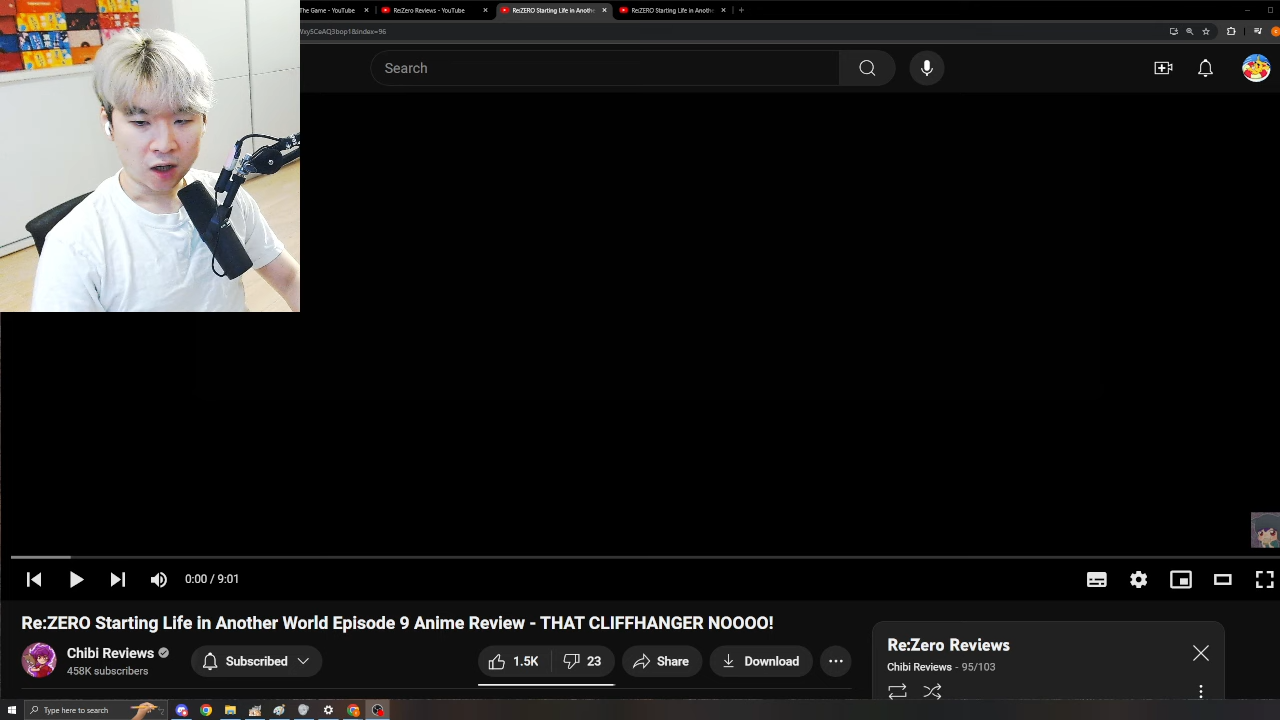 The Game - YouTube
Re:Zero Reviews - YouTube
Re:ZERO Starting Life in Anoth
Re:ZERO Starting Life in Anoth
Search
0:00 / 9:01
Re:ZERO Starting Life in Another World Episode 9 Anime Review - THAT CLIFFHANGER NOOOO!
Chibi Reviews
458K subscribers
Subscribed
1.5K
23
Share
Download
Re:Zero Reviews
Chibi Reviews - 95/103
Type here to search